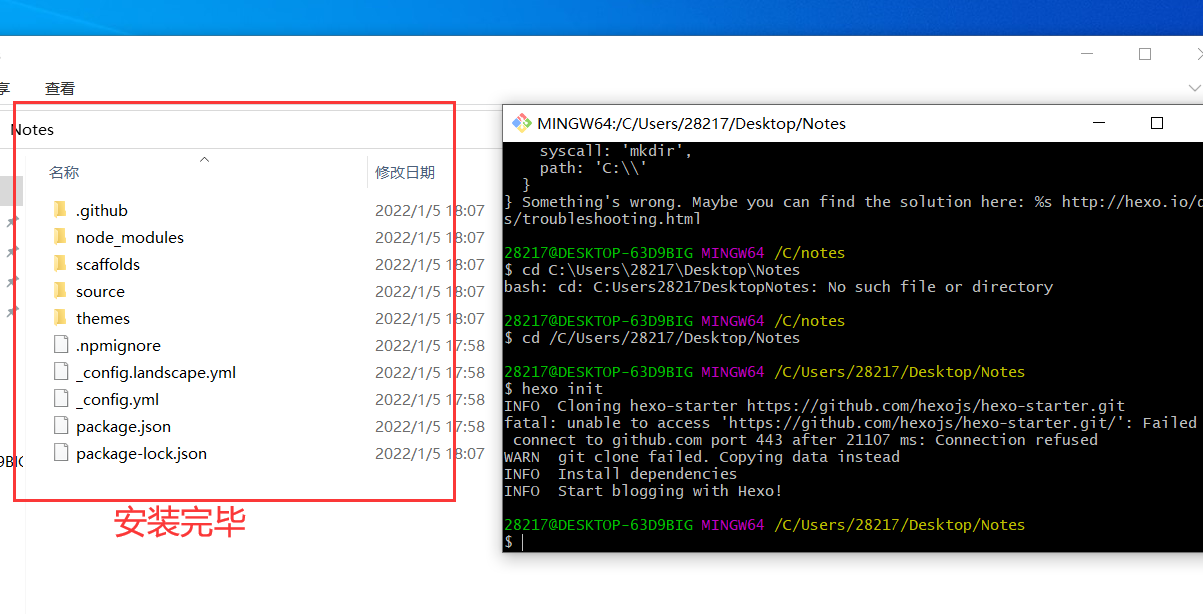 查看
Notes
名称
修改日期
.github
2022/1/5 18:07
node_modules
2022/1/5 18:07
scaffolds
2022/1/5 18:07
source
2022/1/5 18:07
themes
2022/1/5 18:07
.npmignore
2022/1/5 17:58
_config.landscape.yml
2022/1/5 17:58
_config.yml
2022/1/5 17:58
package.json
2022/1/5 17:58
package-lock.json
2022/1/5 18:07
安装完毕
MINGW64:/C/Users/28217/Desktop/Notes
syscall: 'mkdir',
path: 'C:\\'
}
} Something's wrong. Maybe you can find the solution here: %s http://hexo.io/d
s/troubleshooting.html
28217@DESKTOP-63D9BIG MINGW64 /C/notes
$ cd C:\Users\28217\Desktop\Notes
bash: cd: C:Users28217DesktopNotes: No such file or directory
28217@DESKTOP-63D9BIG MINGW64 /C/notes
$ cd /C/Users/28217/Desktop/Notes
28217@DESKTOP-63D9BIG MINGW64 /C/Users/28217/Desktop/Notes
$ hexo init
INFO  Cloning hexo-starter https://github.com/hexojs/hexo-starter.git
fatal: unable to access 'https://github.com/hexojs/hexo-starter.git/': Failed
connect to github.com port 443 after 21107 ms: Connection refused
WARN  git clone failed. Copying data instead
INFO  Install dependencies
INFO  Start blogging with Hexo!
28217@DESKTOP-63D9BIG MINGW64 /C/Users/28217/Desktop/Notes
$